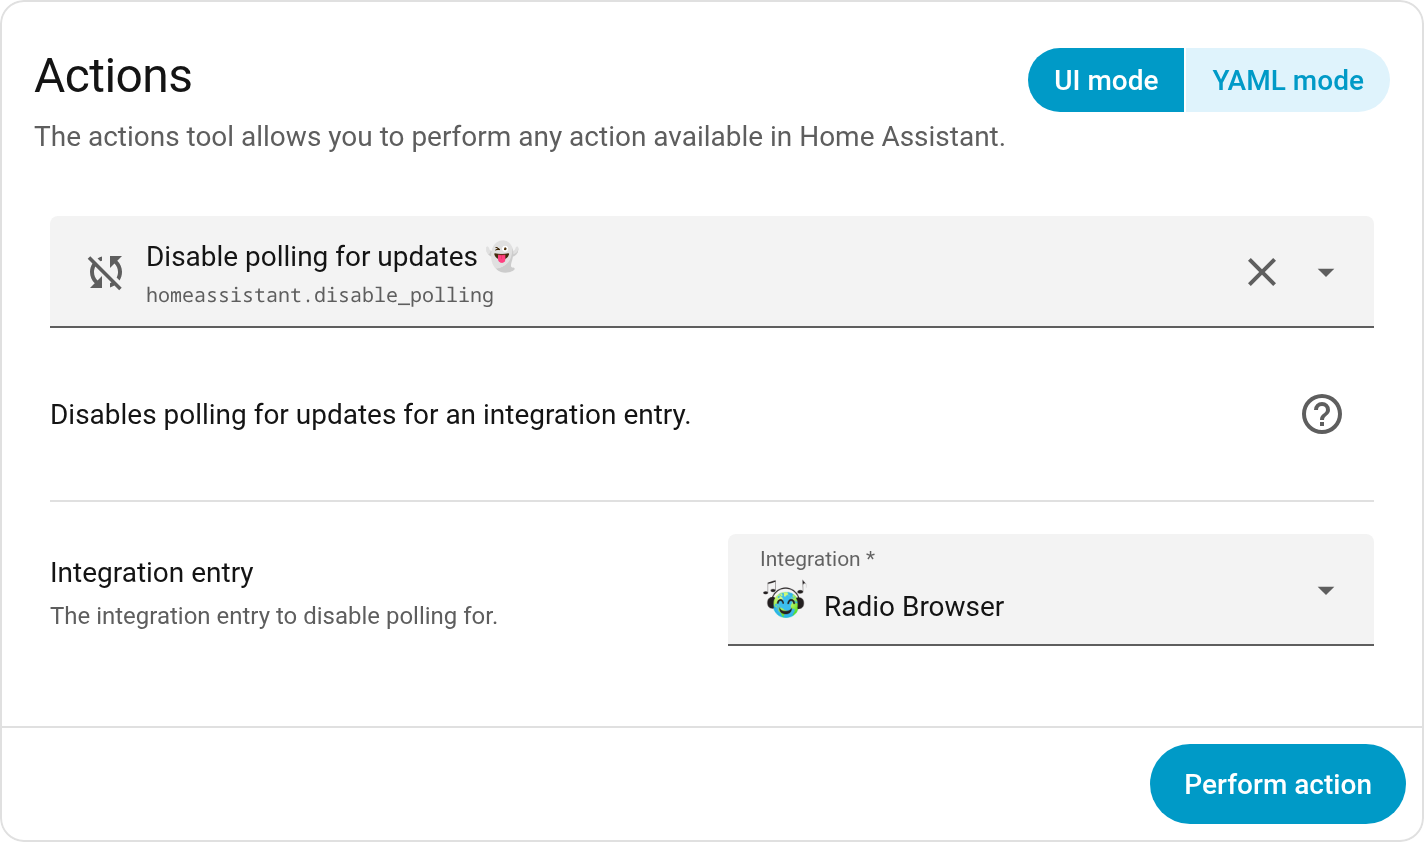 Actions
UI mode
YAML mode
The actions tool allows you to perform any action available in Home Assistant.
Disable polling for updates 👻
homeassistant.disable_polling
Disables polling for updates for an integration entry.
Integration entry
The integration entry to disable polling for.
Integration *
Radio Browser
Perform action